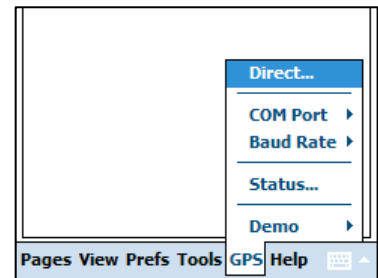 Direct...
COM Port
Baud Rate
Status...
Demo
Pages View Prefs Tools GPS Help